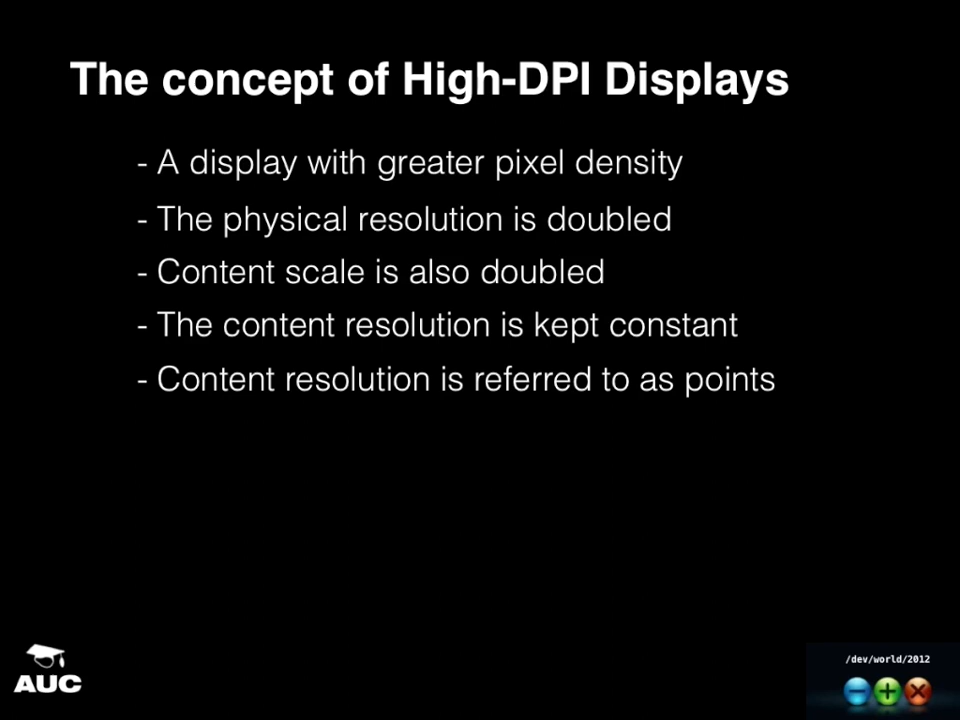 The concept of High-DPI Displays
- A display with greater pixel density
- The physical resolution is doubled
- Content scale is also doubled
- The content resolution is kept constant
- Content resolution is referred to as points
AUC
/dev/world/2012